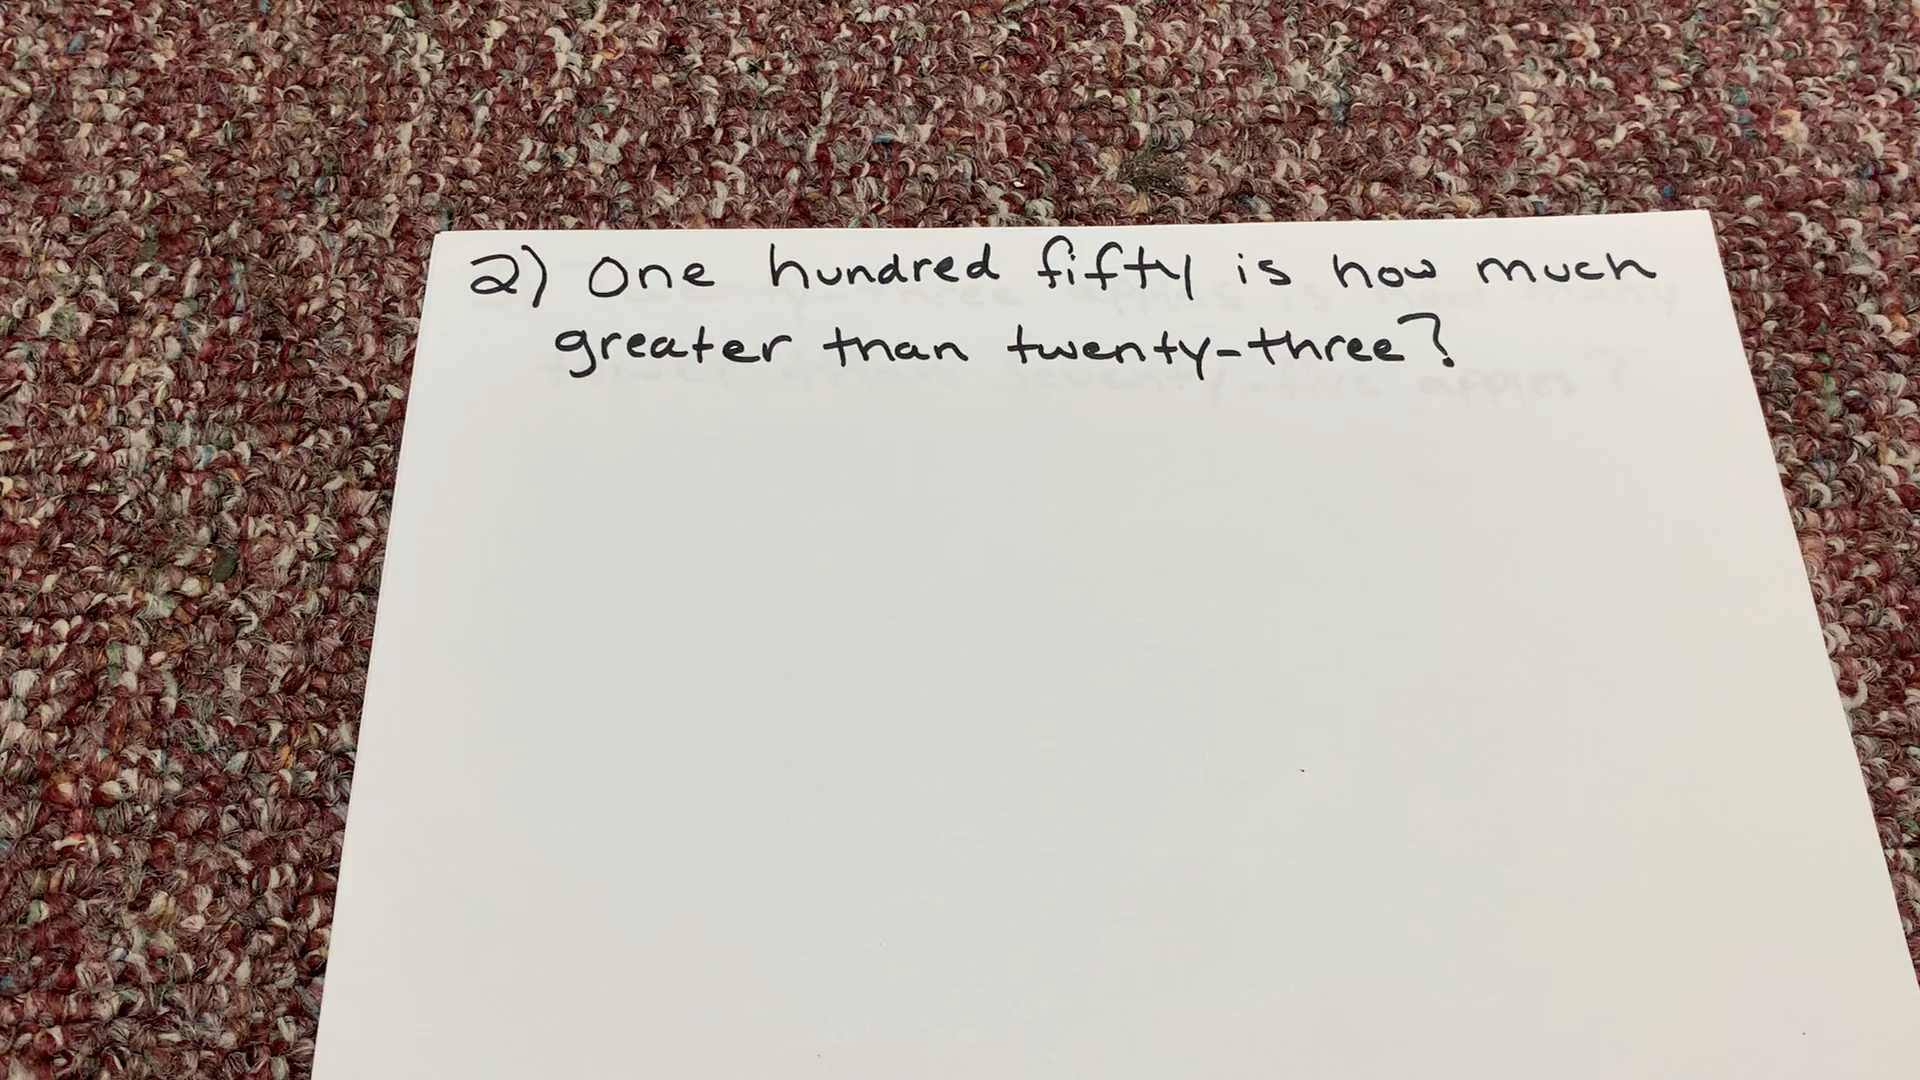 2) One hundred fifty is how much
greater than twenty-three?